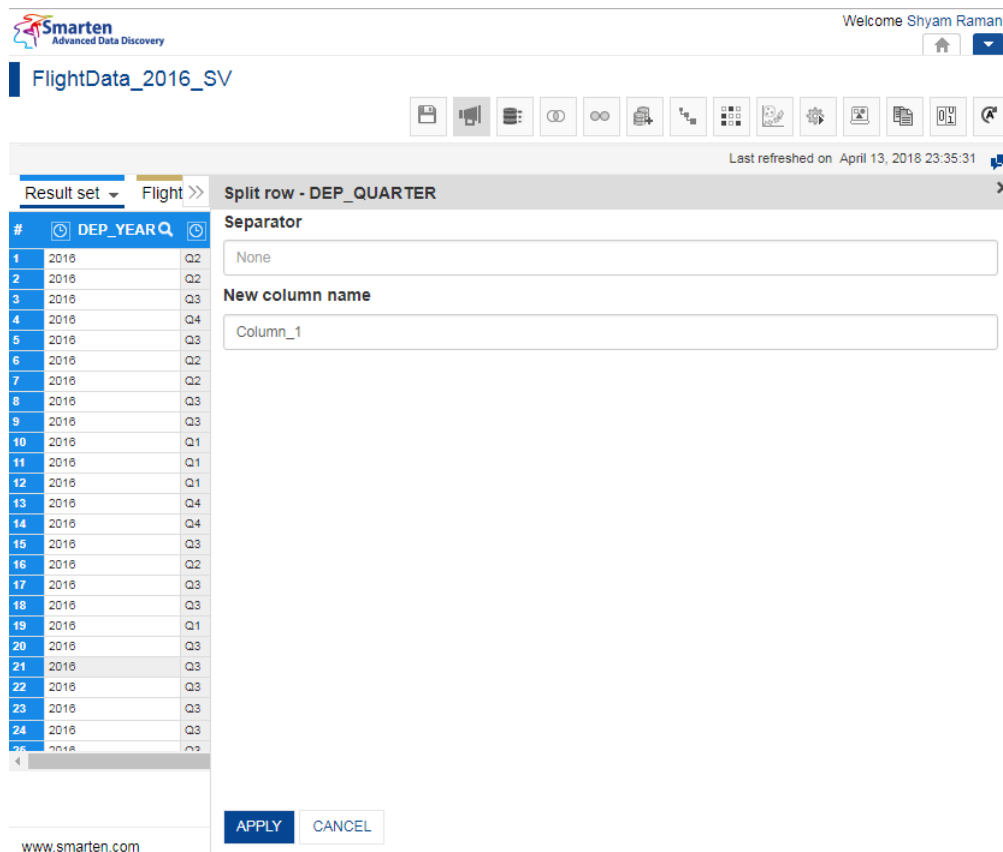 Smarten
Advanced Data Discovery
Welcome Shyam Raman
FlightData_2016_SV
Last refreshed on April 13, 2018 23:35:31
Result set Flight
Split row - DEP_QUARTER
# DEP_YEAR
Separator
None
New column name
Column_1
1 2016 Q2
2 2016 Q2
3 2016 Q3
4 2016 Q4
5 2016 Q3
6 2016 Q2
7 2016 Q2
8 2016 Q3
9 2016 Q3
10 2016 Q1
11 2016 Q1
12 2016 Q1
13 2016 Q4
14 2016 Q4
15 2016 Q3
16 2016 Q2
17 2016 Q3
18 2016 Q3
19 2016 Q1
20 2016 Q3
21 2016 Q3
22 2016 Q3
23 2016 Q3
24 2016 Q3
25 2016 Q3
APPLY CANCEL
www.smarten.com